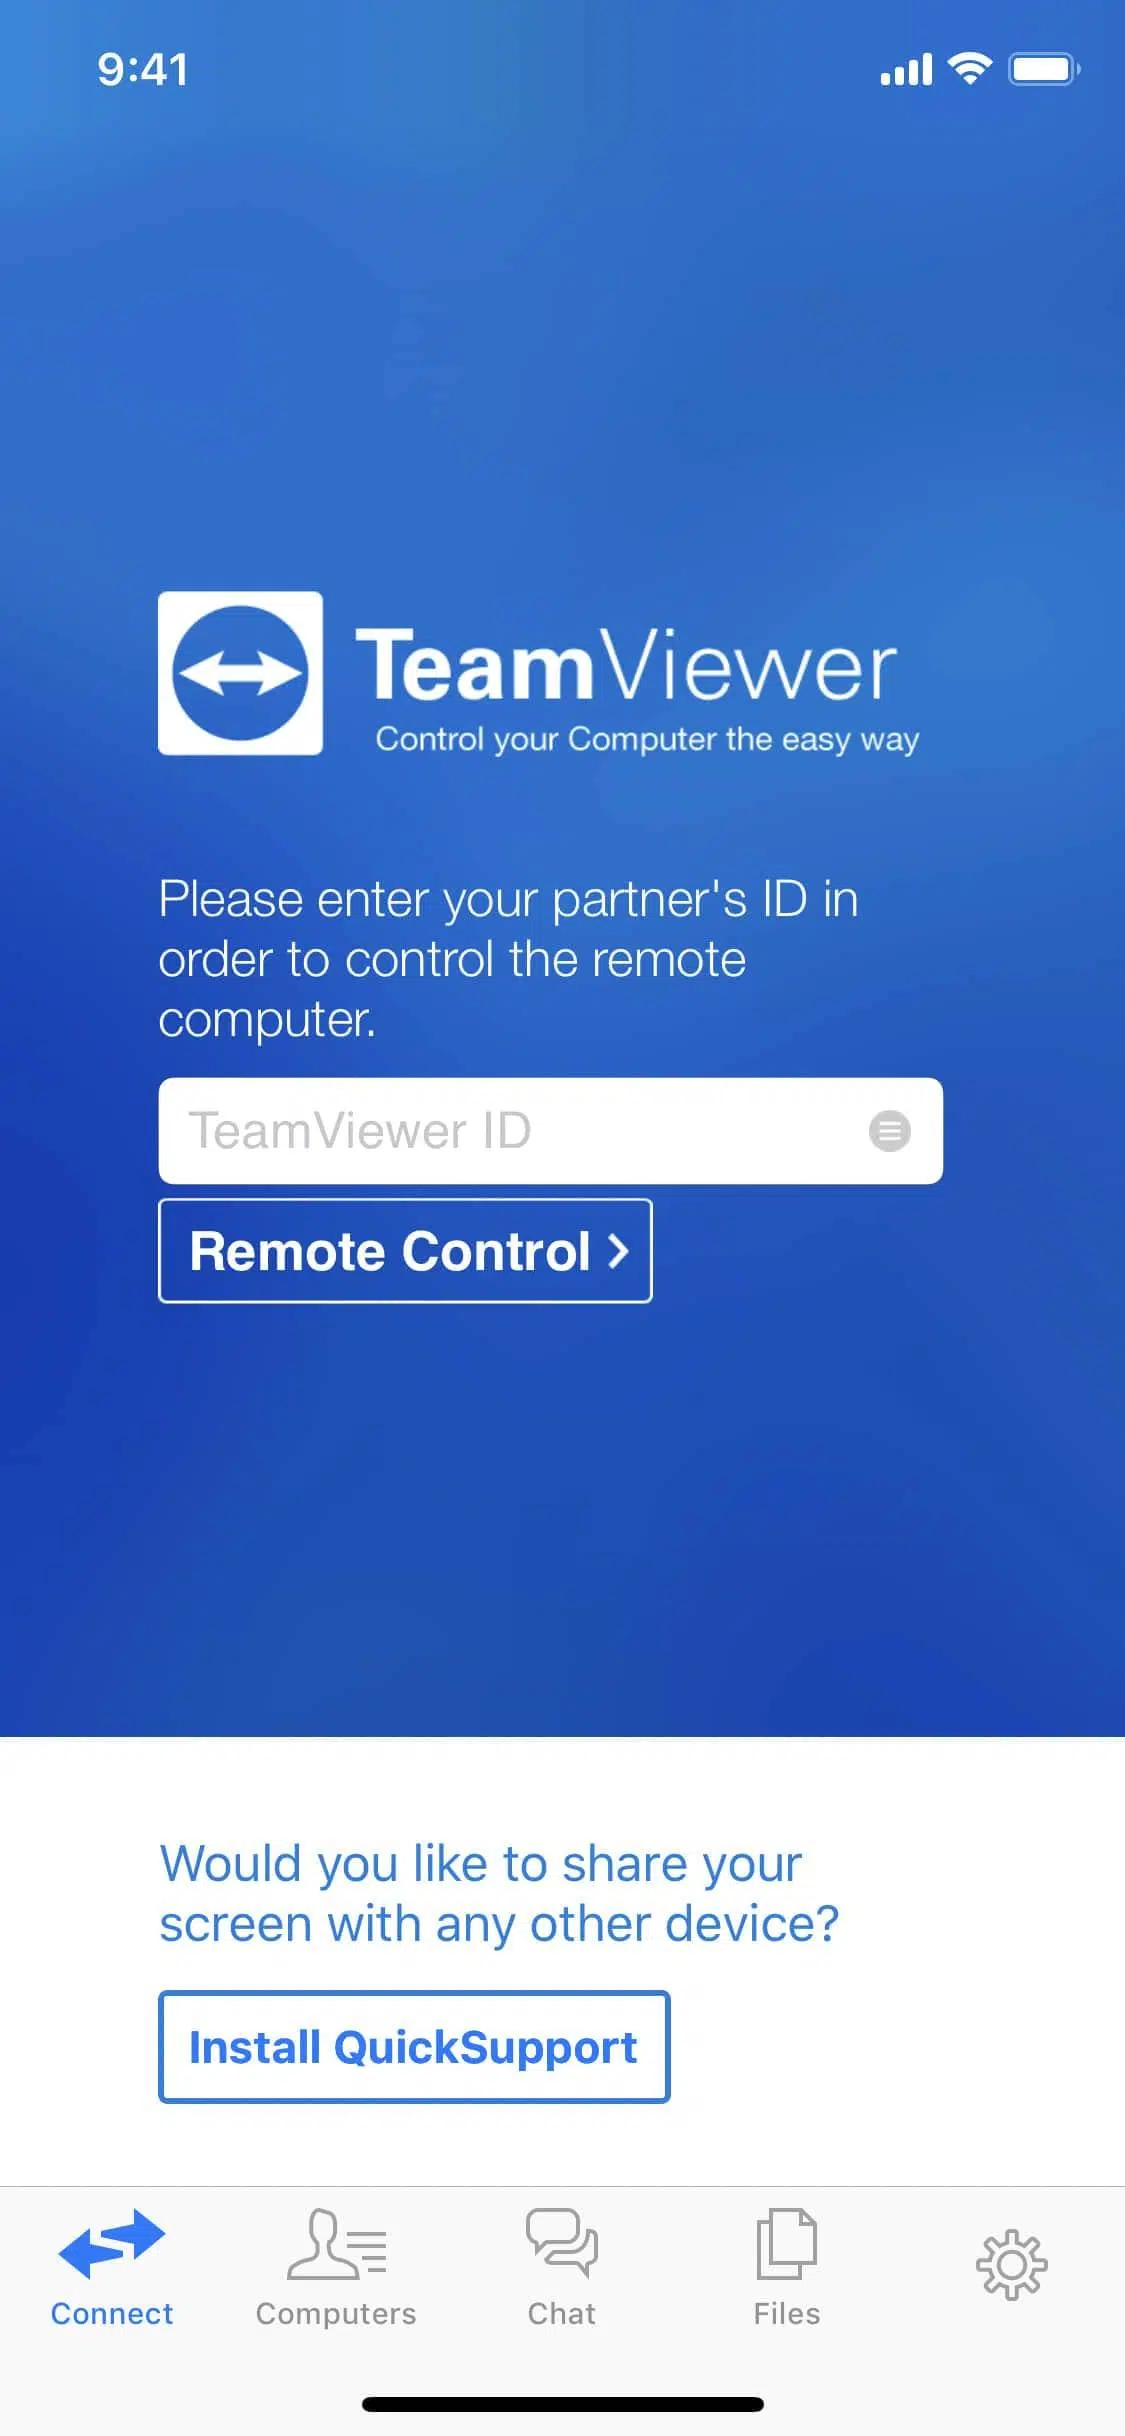 9:41
TeamViewer
Control your Computer the easy way
Please enter your partner's ID in
order to control the remote
computer.
TeamViewer ID
Remote Control
Would you like to share your
screen with any other device?
Install QuickSupport
Connect
Computers
Chat
Files